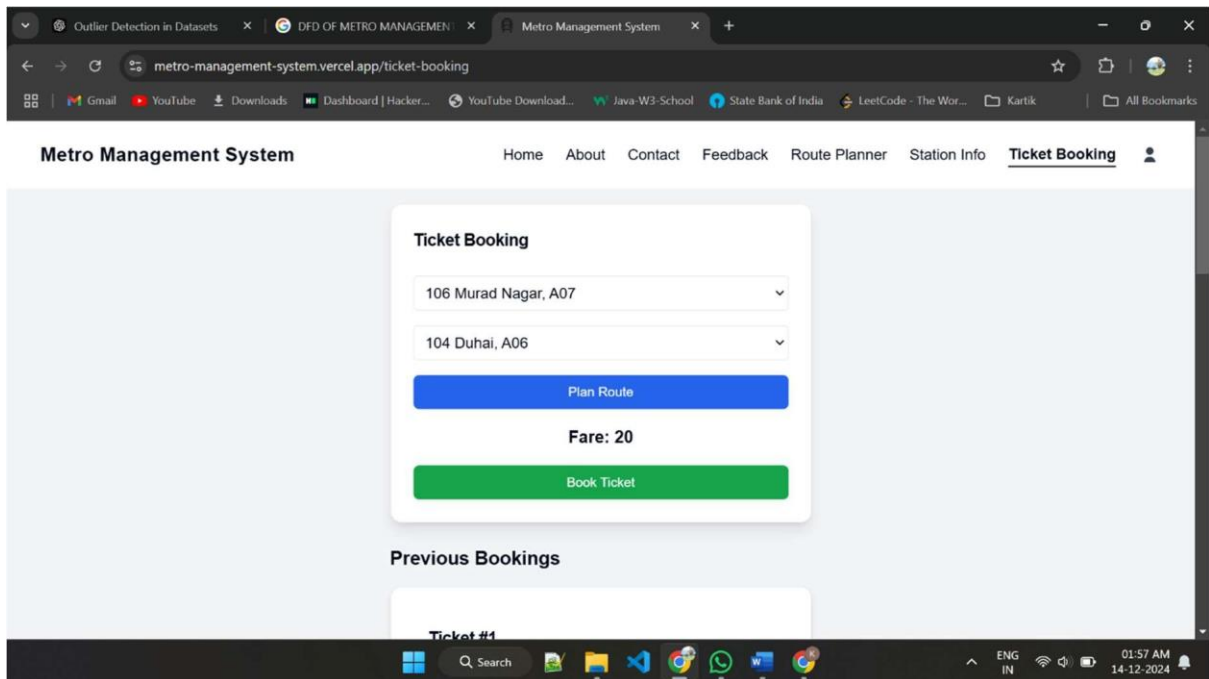 Outlier Detection in Datasets
DFD OF METRO MANAGEMENT
Metro Management System
metro-management-system.vercel.app/ticket-booking
Gmail YouTube Downloads Dashboard | Hacker... YouTube Download... Java-W3-School State Bank of India LeetCode - The Wor... Kartik All Bookmarks
Metro Management System Home About Contact Feedback Route Planner Station Info Ticket Booking
Ticket Booking
106 Murad Nagar, A07
104 Duhai, A06
Plan Route
Fare: 20
Book Ticket
Previous Bookings
Ticket #1
Search
ENG
IN
01:57 AM
14-12-2024